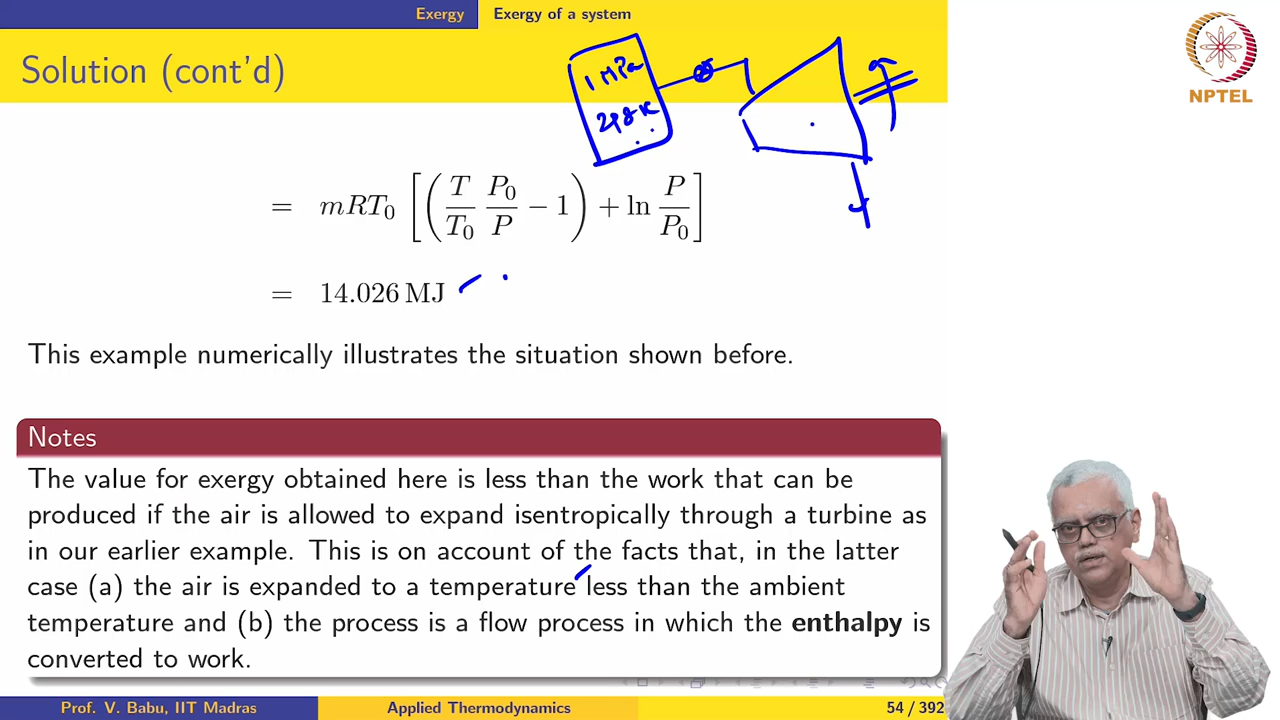 Exergy Exergy of a system
Solution (cont'd)
1 MPa
298K
NPTEL
= mRT₀ [(T/T₀ P₀/P − 1) + ln P/P₀]
= 14.026 MJ
This example numerically illustrates the situation shown before.
Notes
The value for exergy obtained here is less than the work that can be
produced if the air is allowed to expand isentropically through a turbine as
in our earlier example. This is on account of the facts that, in the latter
case (a) the air is expanded to a temperature less than the ambient
temperature and (b) the process is a flow process in which the enthalpy is
converted to work.
Prof. V. Babu, IIT Madras Applied Thermodynamics 54 / 392